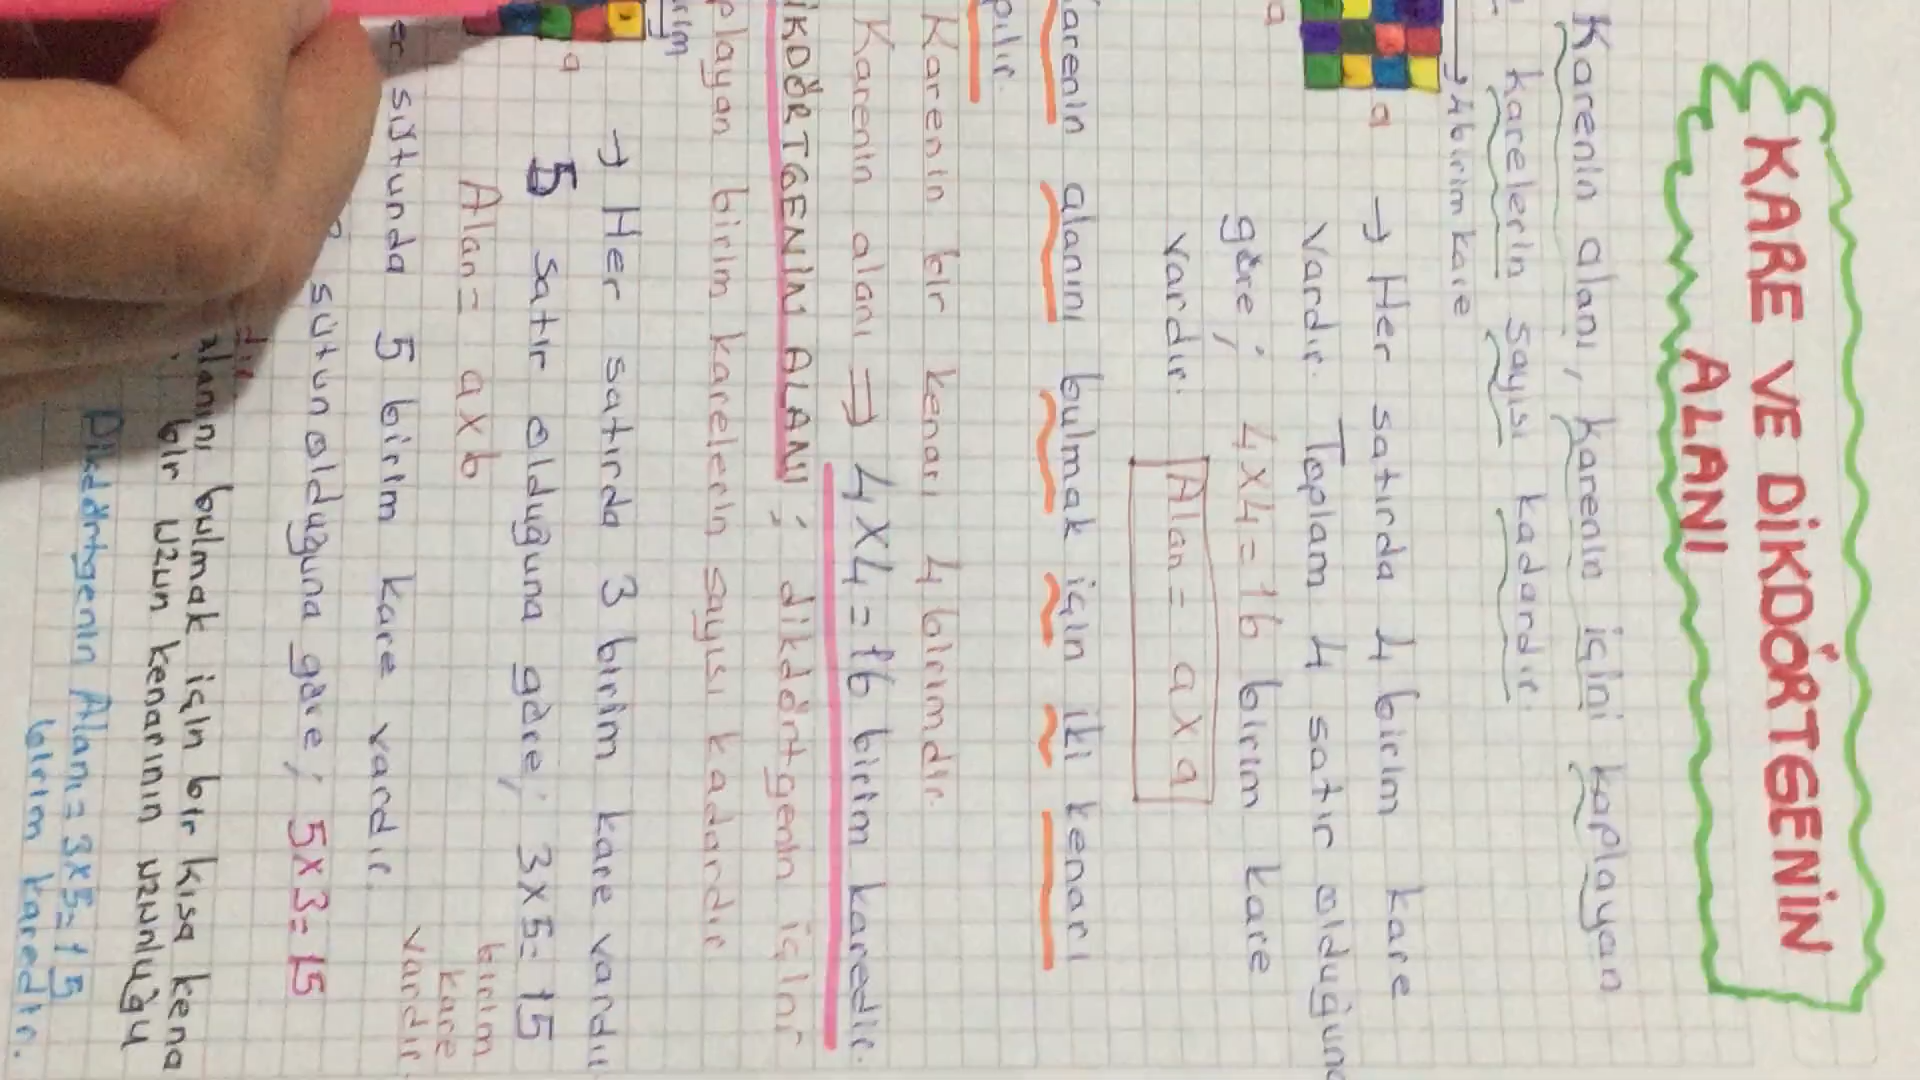 KARE VE DİKDÖRTGENİN
ALANI
Karenin alanı, karenin içini kaplayan
karelerin sayısı kadardır.
1 birim kare
a
→ Her satırda 4 birim kare
vardır. Toplam 4 satır olduğuna
a
göre; 4x4=16 birim kare
vardır. Alan = a x a
Karenin alanını bulmak için iki kenarı
Karenin bir kenarı 4 birimdir.
Karenin alanı ⇒ 4x4=16 birim karedir.
DİKDÖRTGENİN ALANI; dikdörtgenin içini
kaplayan birim karelerin sayısı kadardır
→ Her satırda 3 birim kare vardır
a
5 satır olduğuna göre; 3x5=15
birim
kare
vardır.
Alan= a x b
sütunda 5 birim kare vardır.
sütun olduğuna göre; 5x3=15
alanını bulmak için bir kısa kena
bir uzun kenarının uzunluğu
Dikdörtgenin Alanı=3x5=15
birim karedir.